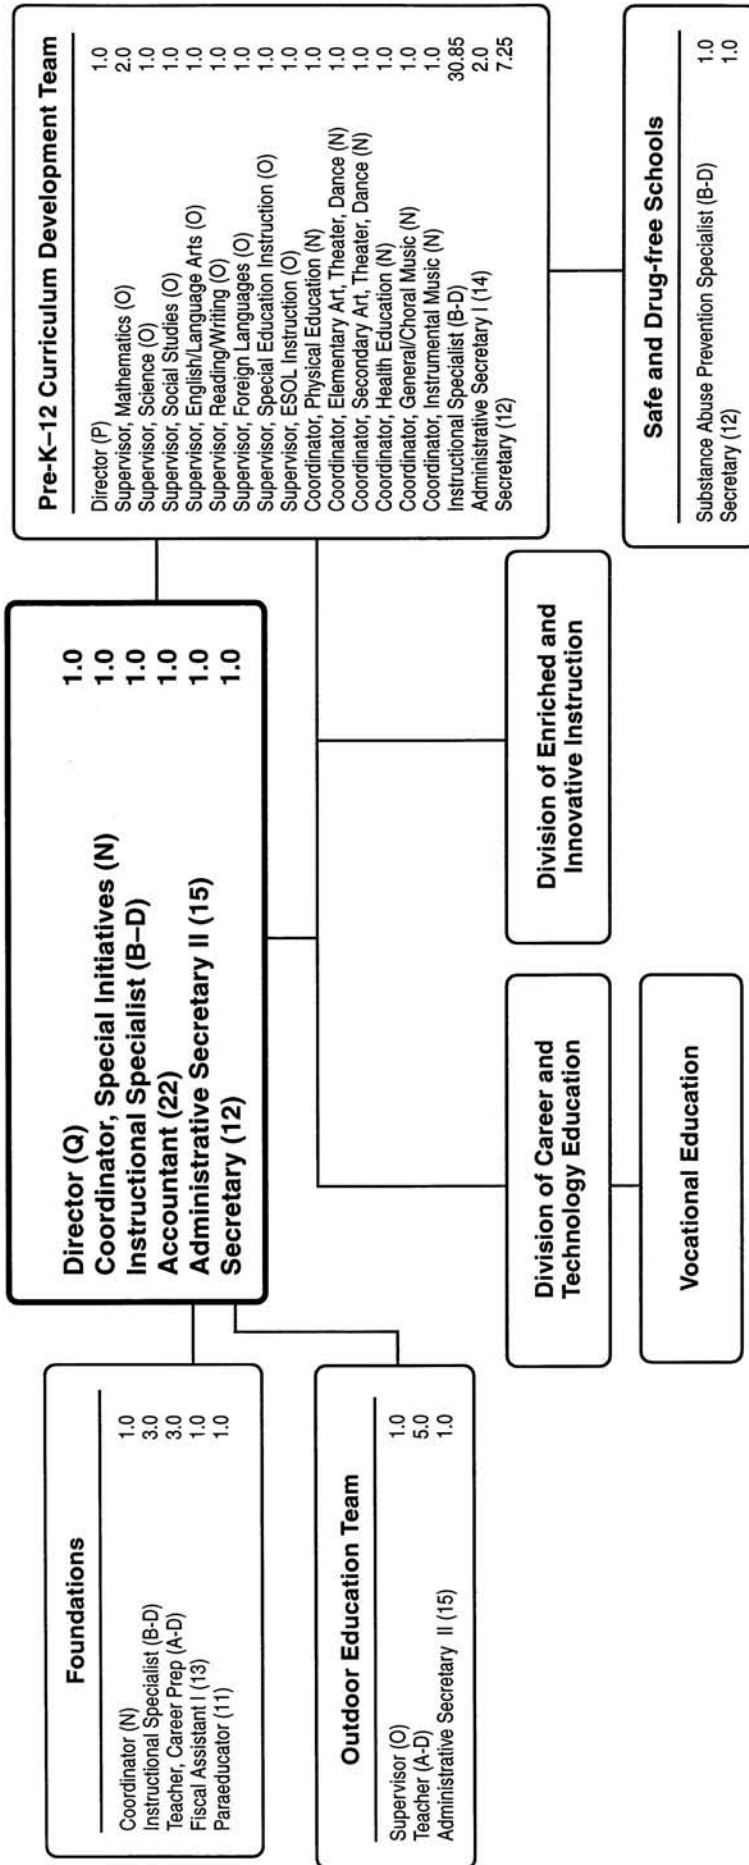 Director (Q) 1.0
Coordinator, Special Initiatives (N) 1.0
Instructional Specialist (B–D) 1.0
Accountant (22) 1.0
Administrative Secretary II (15) 1.0
Secretary (12) 1.0
Foundations
Coordinator (N) 1.0
Instructional Specialist (B-D) 3.0
Teacher, Career Prep (A-D) 3.0
Fiscal Assistant I (13) 1.0
Paraeducator (11) 1.0
Outdoor Education Team
Supervisor (O) 1.0
Teacher (A-D) 5.0
Administrative Secretary II (15) 1.0
Division of Career and
Technology Education
Vocational Education
Division of Enriched and
Innovative Instruction
Pre-K–12 Curriculum Development Team
Director (P) 1.0
Supervisor, Mathematics (O) 2.0
Supervisor, Science (O) 1.0
Supervisor, Social Studies (O) 1.0
Supervisor, English/Language Arts (O) 1.0
Supervisor, Reading/Writing (O) 1.0
Supervisor, Foreign Languages (O) 1.0
Supervisor, Special Education Instruction (O) 1.0
Supervisor, ESOL Instruction (O) 1.0
Coordinator, Physical Education (N) 1.0
Coordinator, Elementary Art, Theater, Dance (N) 1.0
Coordinator, Secondary Art, Theater, Dance (N) 1.0
Coordinator, Health Education (N) 1.0
Coordinator, General/Choral Music (N) 1.0
Coordinator, Instrumental Music (N) 1.0
Instructional Specialist (B-D) 30.85
Administrative Secretary I (14) 2.0
Secretary (12) 7.25
Safe and Drug-free Schools
Substance Abuse Prevention Specialist (B-D) 1.0
Secretary (12) 1.0